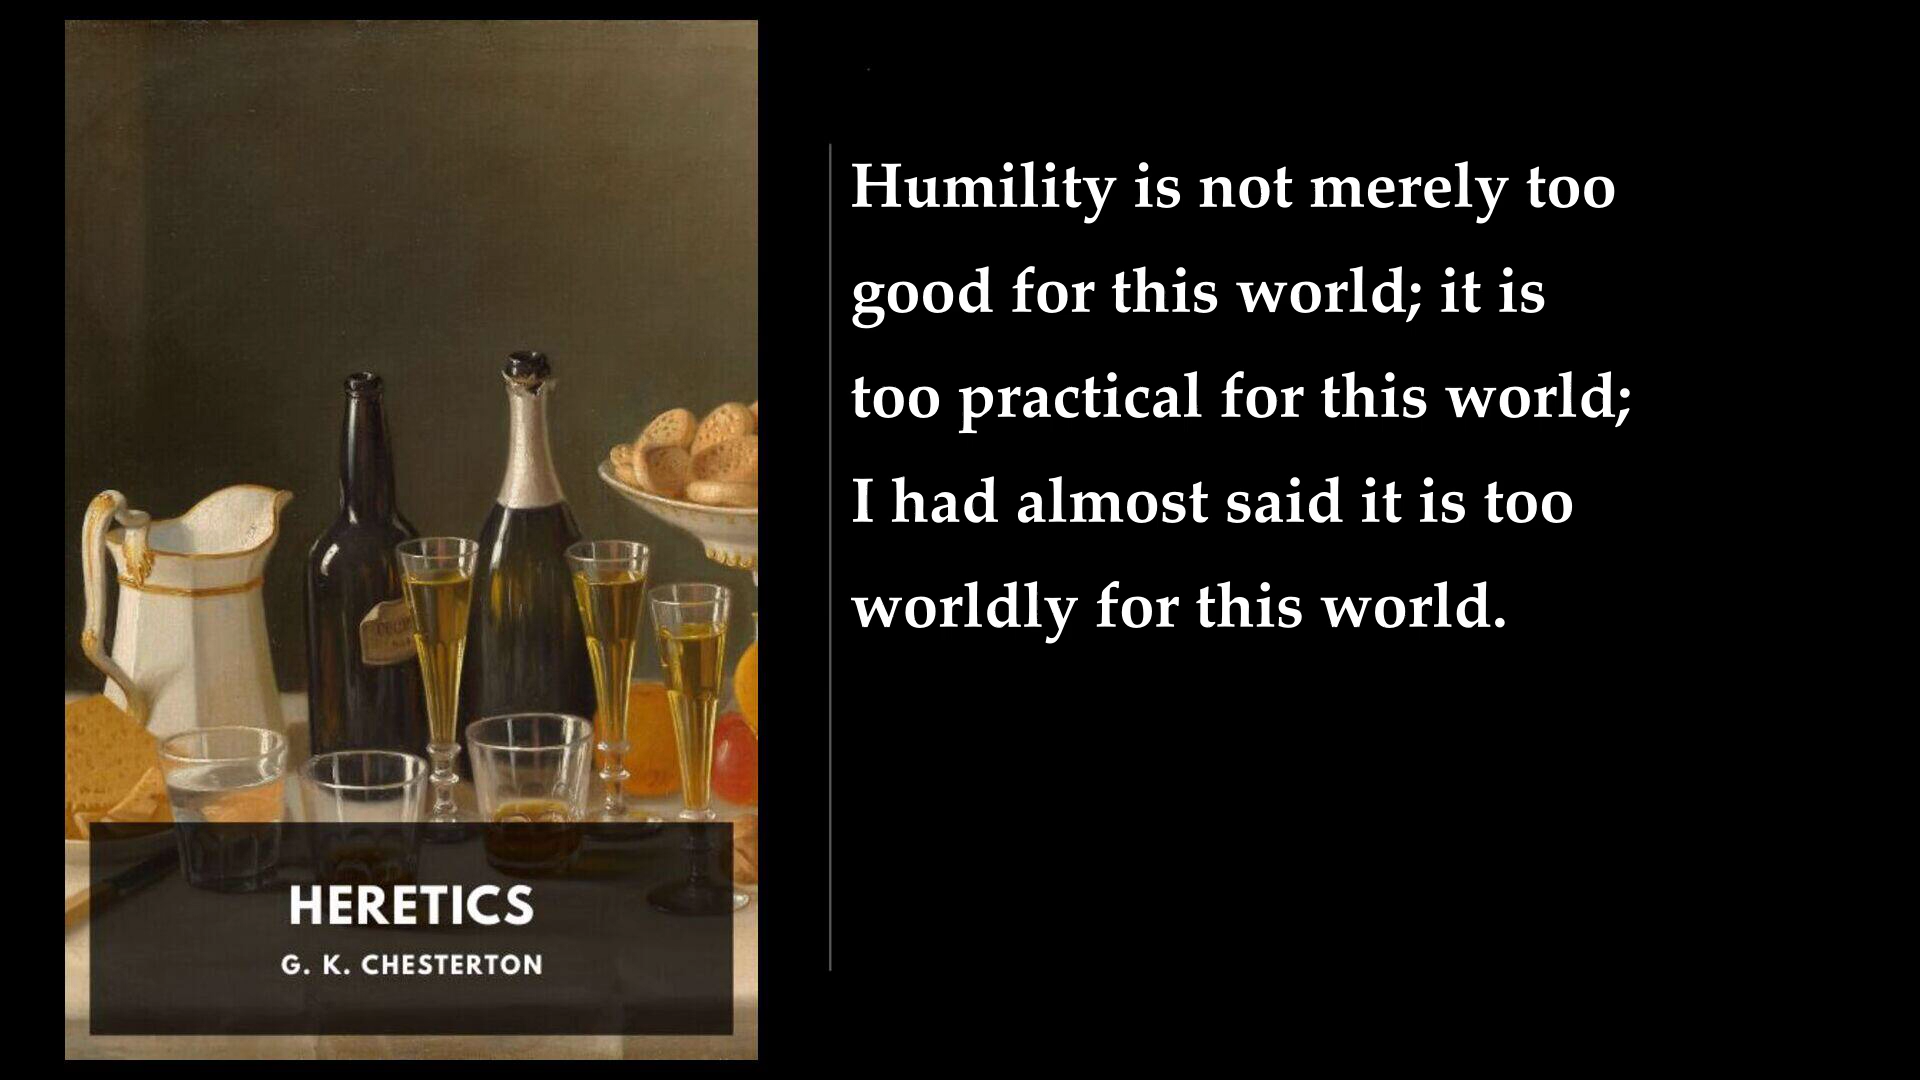 Humility is not merely too
good for this world; it is
too practical for this world;
I had almost said it is too
worldly for this world.
HERETICS
G. K. CHESTERTON